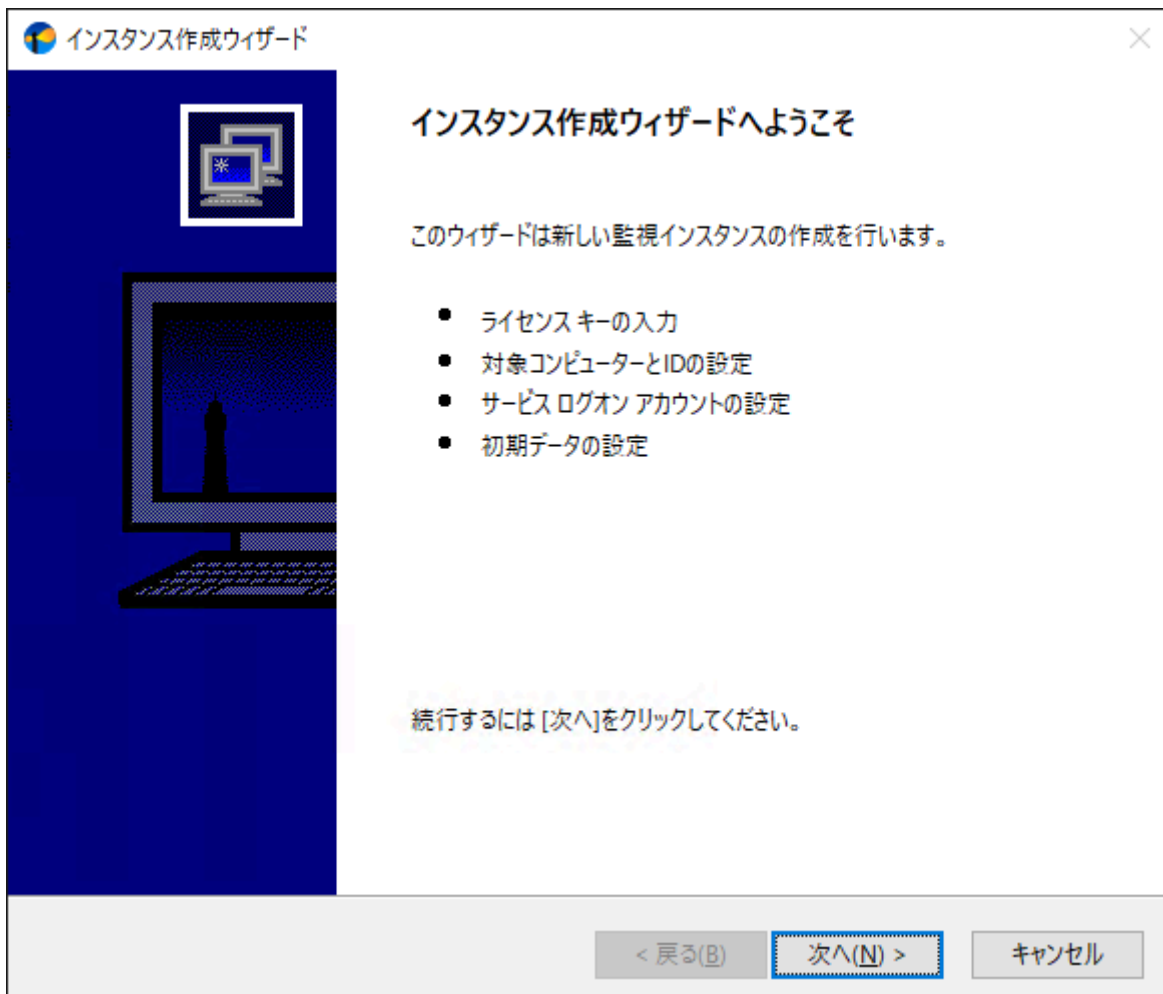 インスタンス作成ウィザード
インスタンス作成ウィザードへようこそ
このウィザードは新しい監視インスタンスの作成を行います。
ライセンス キーの入力
対象コンピューターとIDの設定
サービス ログオン アカウントの設定
初期データの設定
続行するには [次へ]をクリックしてください。
< 戻る(B)
次へ(N) >
キャンセル